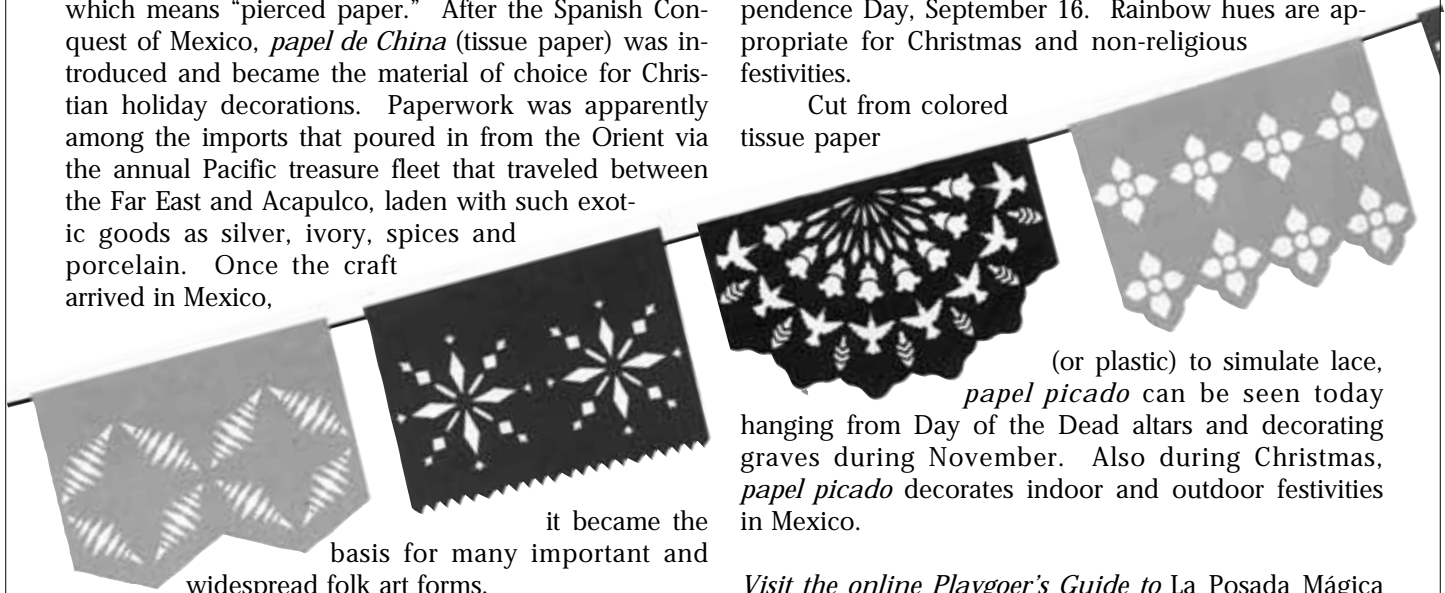 which means “pierced paper.” After the Spanish Con-
quest of Mexico, papel de China (tissue paper) was in-
troduced and became the material of choice for Chris-
tian holiday decorations. Paperwork was apparently
among the imports that poured in from the Orient via
the annual Pacific treasure fleet that traveled between
the Far East and Acapulco, laden with such exot-
ic goods as silver, ivory, spices and
porcelain. Once the craft
arrived in Mexico,
it became the
basis for many important and
widespread folk art forms.
pendence Day, September 16. Rainbow hues are ap-
propriate for Christmas and non-religious
festivities.
Cut from colored
tissue paper
(or plastic) to simulate lace,
papel picado can be seen today
hanging from Day of the Dead altars and decorating
graves during November. Also during Christmas,
papel picado decorates indoor and outdoor festivities
in Mexico.
Visit the online Playgoer’s Guide to La Posada Mágica